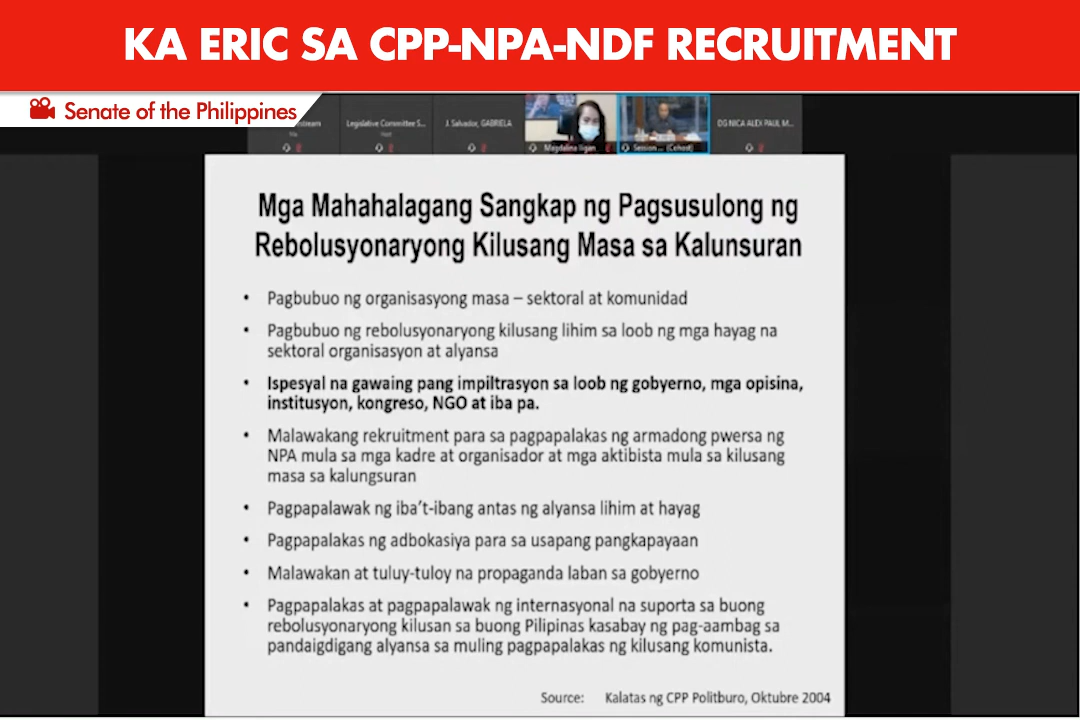 KA ERIC SA CPP-NPA-NDF RECRUITMENT
Senate of the Philippines
Legislative Committee S...
J. Salvador, GABRIELA
DG NICA ALEX PAUL M...
Host
Magdalina Iligan
Session ... (Cohost)
Mga Mahahalagang Sangkap ng Pagsusulong ng
Rebolusyonaryong Kilusang Masa sa Kalunsuran
• Pagbubuo ng organisasyong masa – sektoral at komunidad
• Pagbubuo ng rebolusyonaryong kilusang lihim sa loob ng mga hayag na
sektoral organisasyon at alyansa
• Ispesyal na gawaing pang impiltrasyon sa loob ng gobyerno, mga opisina,
institusyon, kongreso, NGO at iba pa.
• Malawakang rekruitment para sa pagpapalakas ng armadong pwersa ng
NPA mula sa mga kadre at organisador at mga aktibista mula sa kilusang
masa sa kalungsuran
• Pagpapalawak ng iba't-ibang antas ng alyansa lihim at hayag
• Pagpapalakas ng adbokasiya para sa usapang pangkapayaan
• Malawakan at tuluy-tuloy na propaganda laban sa gobyerno
• Pagpapalakas at pagpapalawak ng internasyonal na suporta sa buong
rebolusyonaryong kilusan sa buong Pilipinas kasabay ng pag-aambag sa
pandaigdigang alyansa sa muling pagpapalakas ng kilusang komunista.
Source: Kalatas ng CPP Politburo, Oktubre 2004